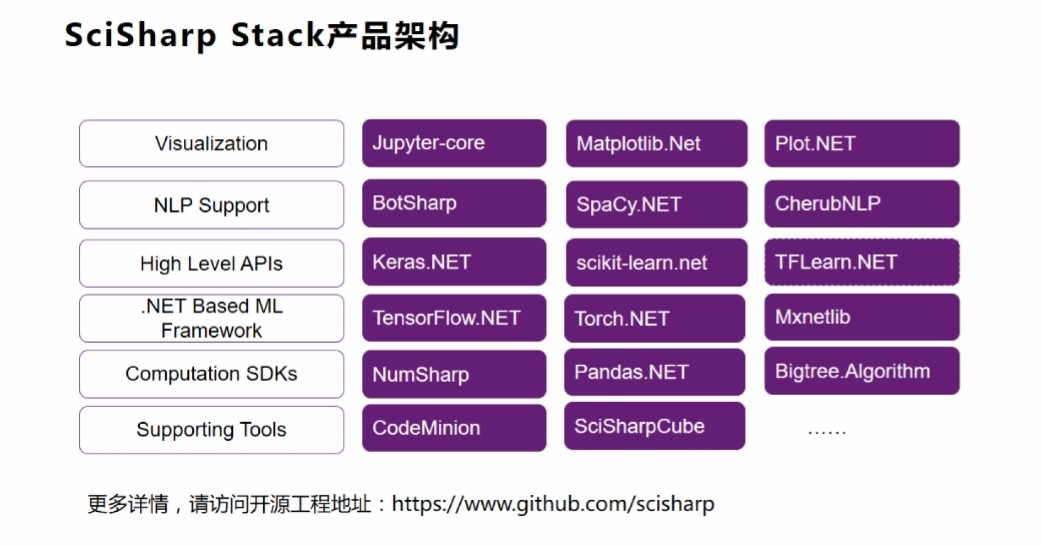 SciSharp Stack产品架构
Visualization Jupyter-core Matplotlib.Net Plot.NET
NLP Support BotSharp SpaCy.NET CherubNLP
High Level APIs Keras.NET scikit-learn.net TFLearn.NET
.NET Based ML
Framework TensorFlow.NET Torch.NET Mxnetlib
Computation SDKs NumSharp Pandas.NET Bigtree.Algorithm
Supporting Tools CodeMinion SciSharpCube ……
更多详情，请访问开源工程地址：https://www.github.com/scisharp